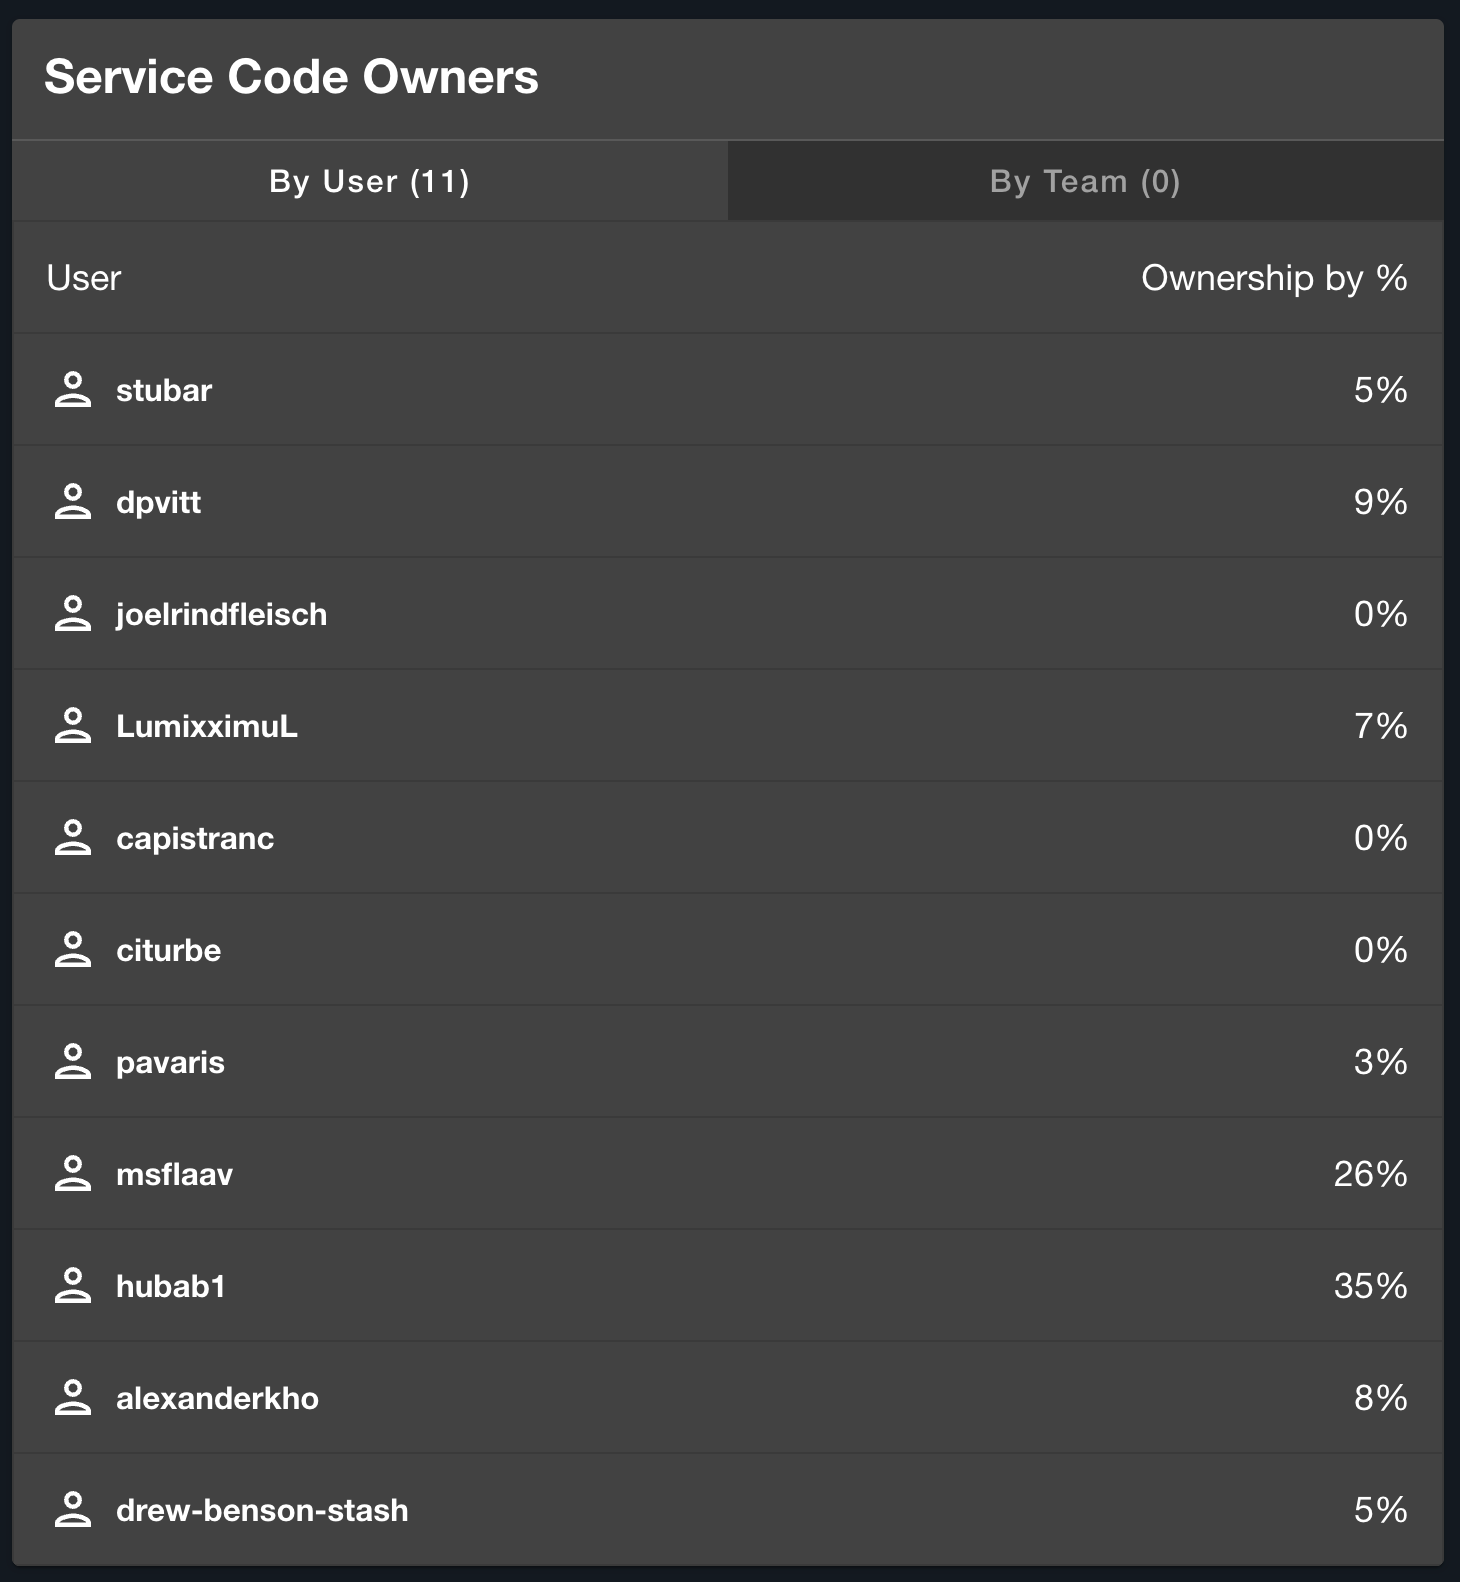 Service Code Owners
By User (11) By Team (0)
User Ownership by %
stubar 5%
dpvitt 9%
joelrindfleisch 0%
LumixximuL 7%
capistranc 0%
citurbe 0%
pavaris 3%
msflaav 26%
hubab1 35%
alexanderkho 8%
drew-benson-stash 5%